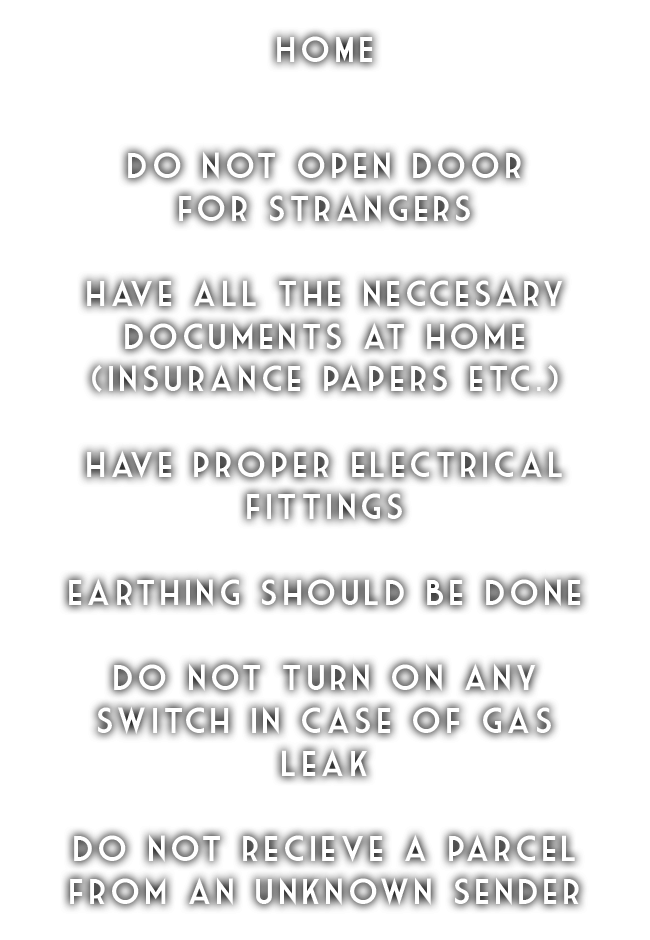 HOME
DO NOT OPEN DOOR
FOR STRANGERS
HAVE ALL THE NECCESARY
DOCUMENTS AT HOME
(INSURANCE PAPERS ETC.)
HAVE PROPER ELECTRICAL
FITTINGS
EARTHING SHOULD BE DONE
DO NOT TURN ON ANY
SWITCH IN CASE OF GAS
LEAK
DO NOT RECIEVE A PARCEL
FROM AN UNKNOWN SENDER